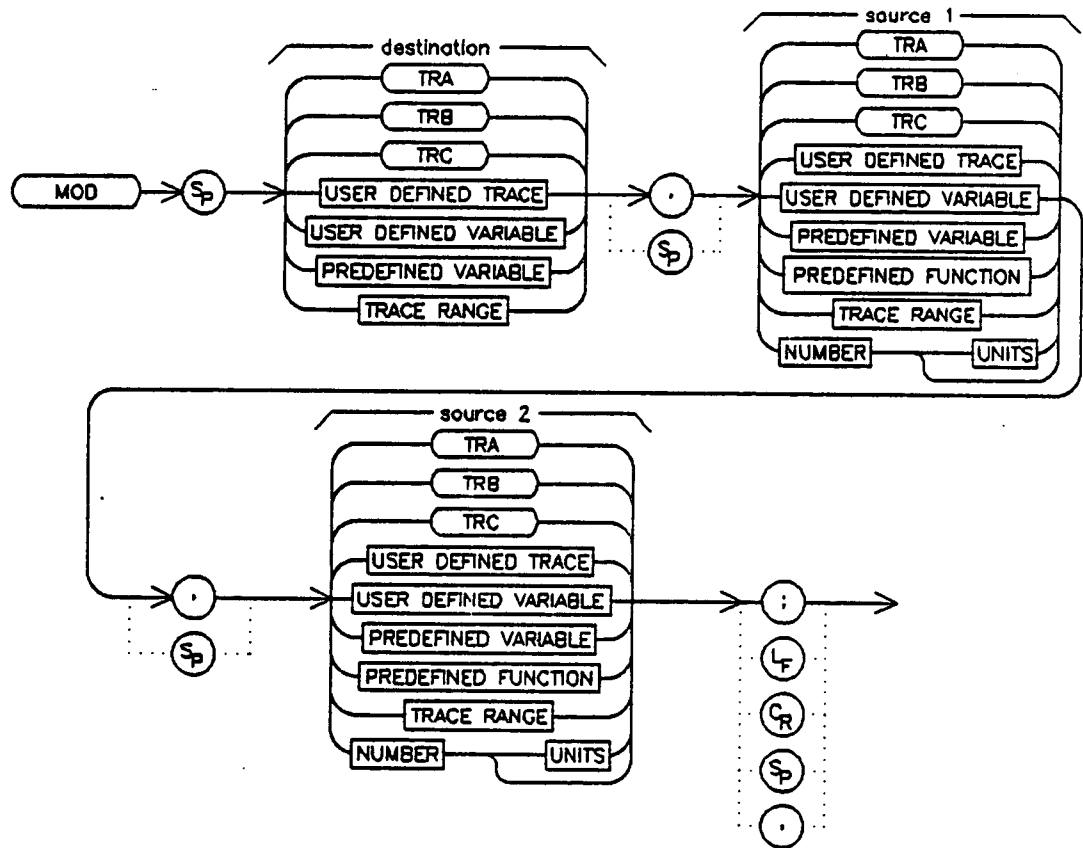 destination
TRA
TRB
TRC
USER DEFINED TRACE
USER DEFINED VARIABLE
PREDEFINED VARIABLE
TRACE RANGE
MOD
SP
,
SP
source 1
TRA
TRB
TRC
USER DEFINED TRACE
USER DEFINED VARIABLE
PREDEFINED VARIABLE
PREDEFINED FUNCTION
TRACE RANGE
NUMBER UNITS
,
SP
source 2
TRA
TRB
TRC
USER DEFINED TRACE
USER DEFINED VARIABLE
PREDEFINED VARIABLE
PREDEFINED FUNCTION
TRACE RANGE
NUMBER UNITS
;
LF
CR
SP
,